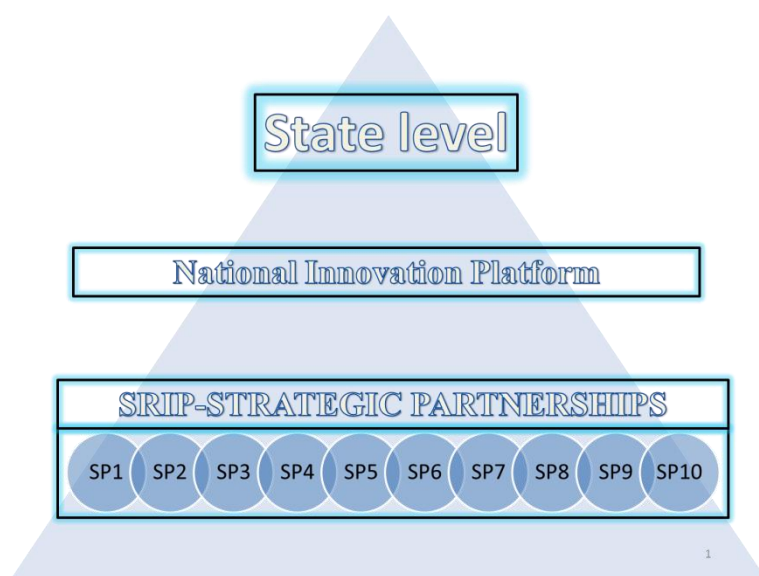 State level
National Innovation Platform
SRIP-STRATEGIC PARTNERSHIPS
SP1 SP2 SP3 SP4 SP5 SP6 SP7 SP8 SP9 SP10
1